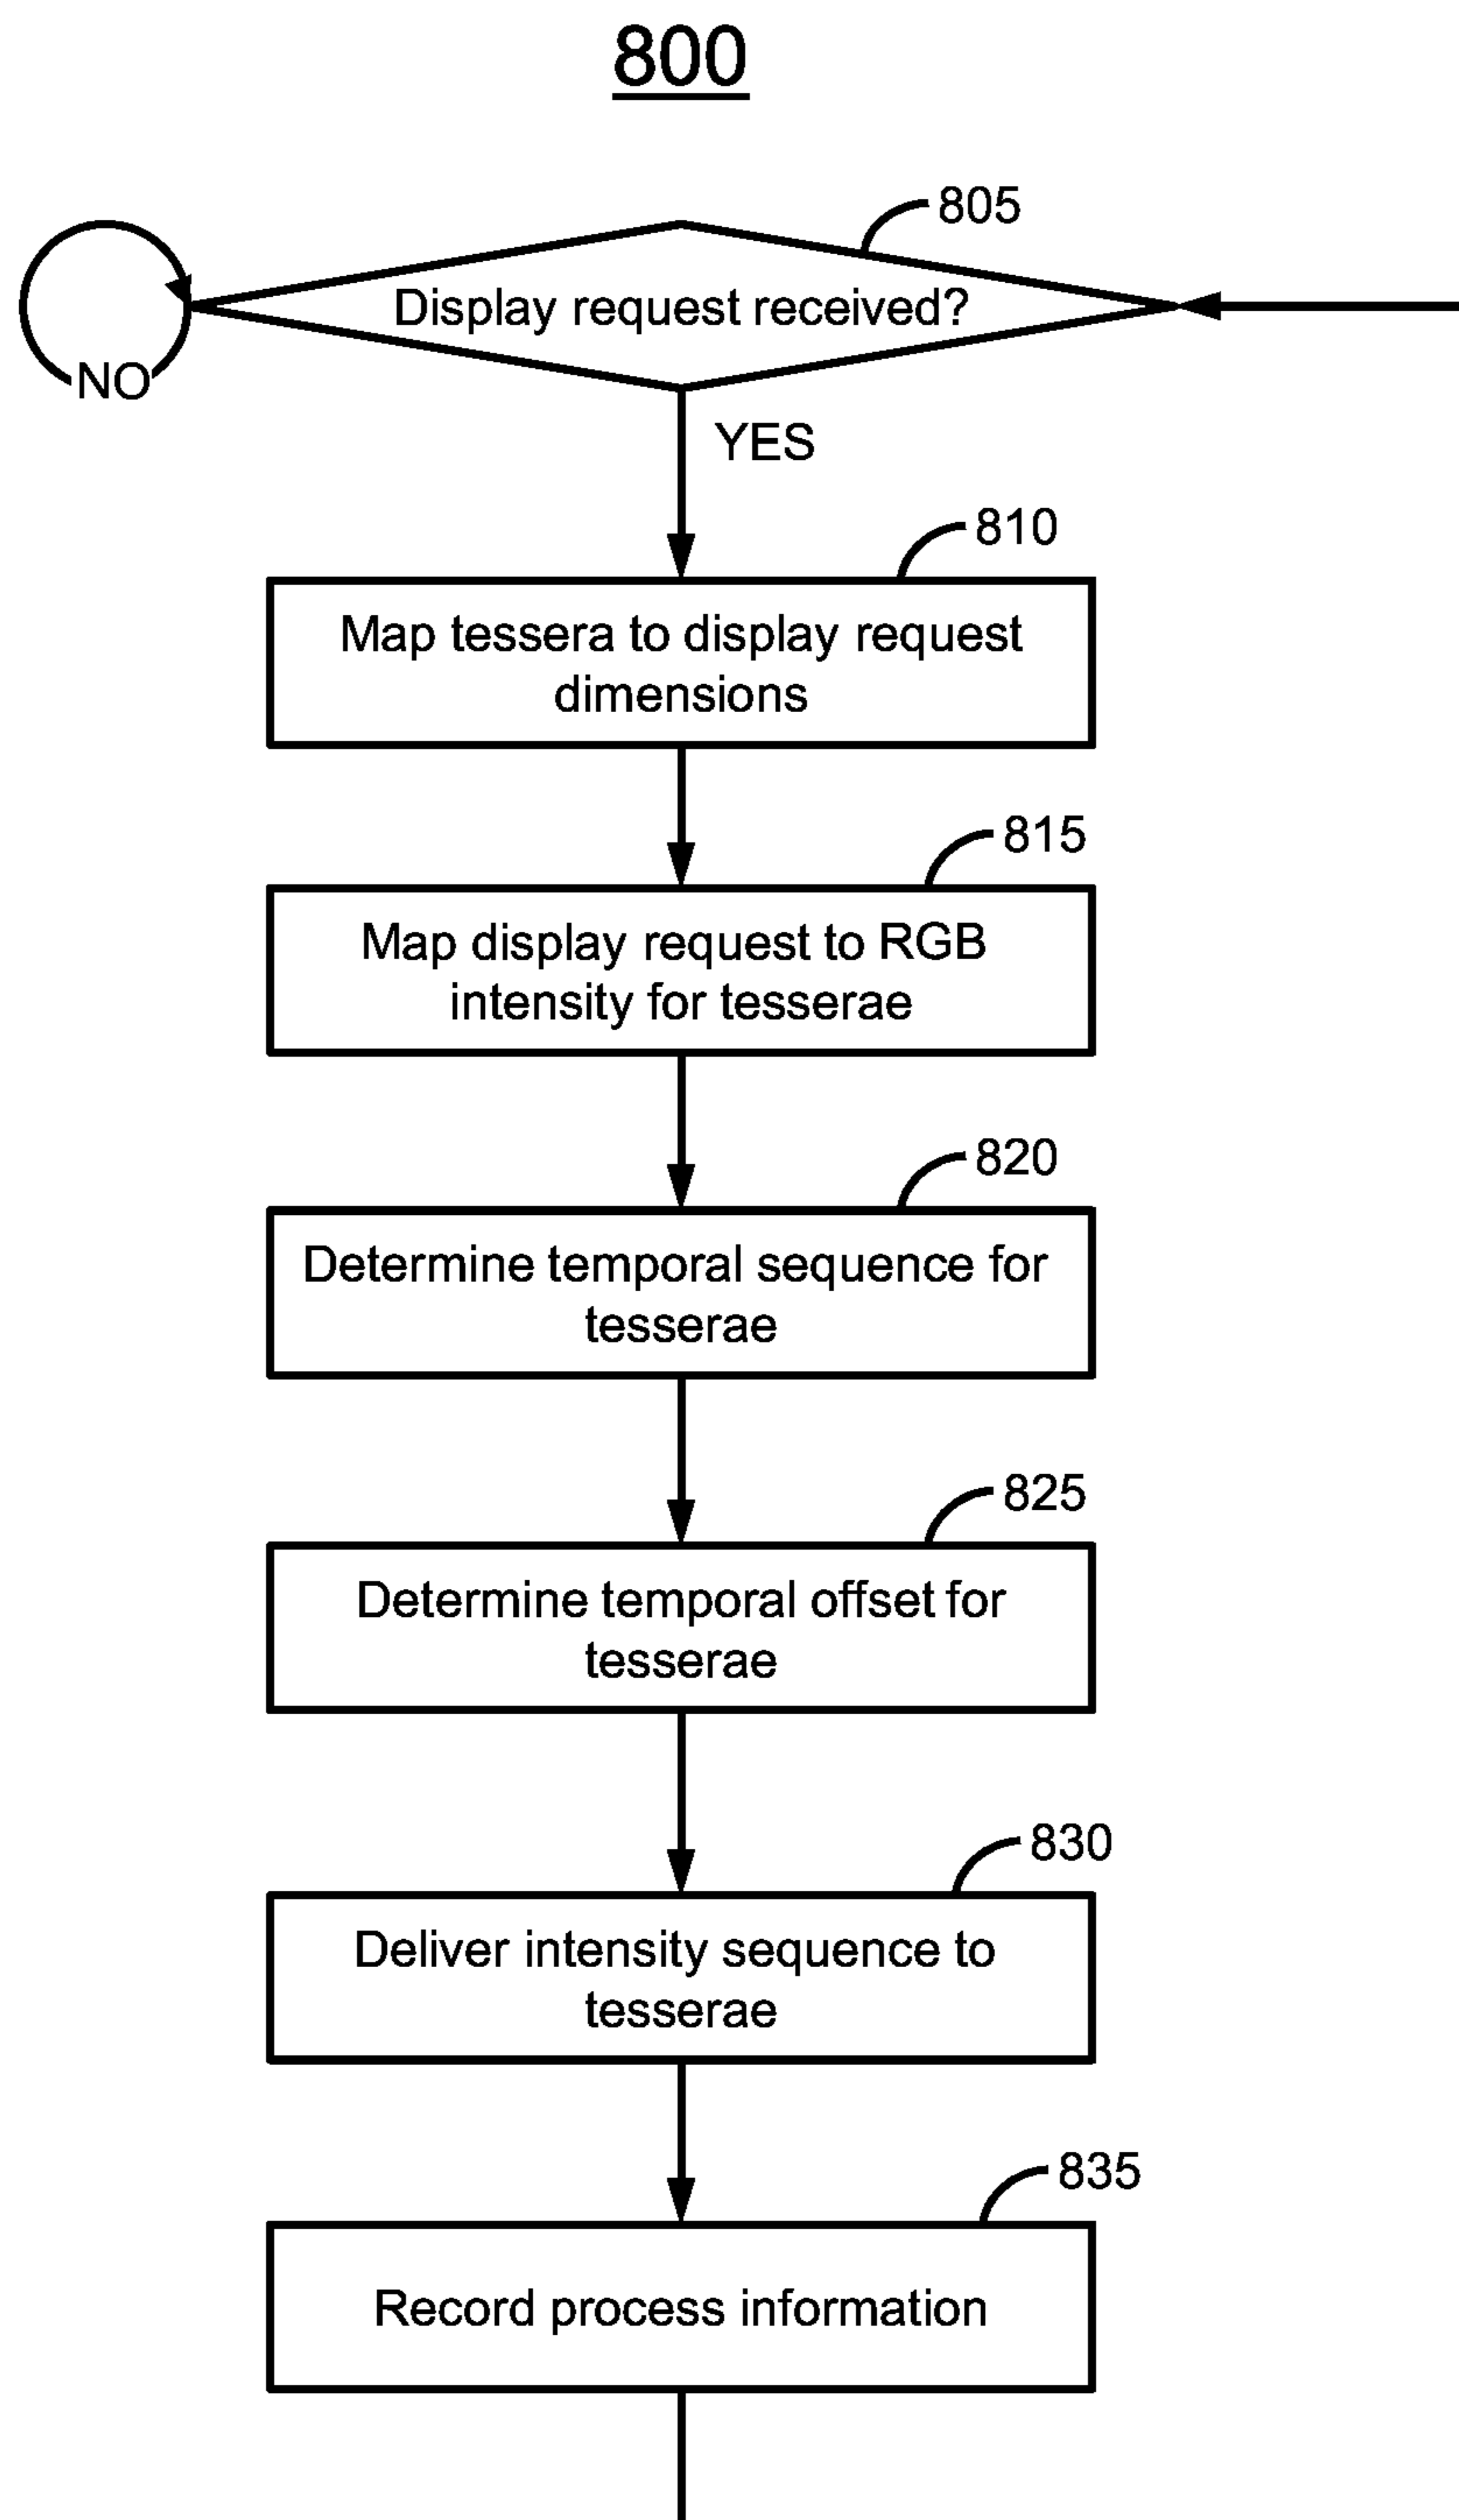 800
805
Display request received?
NO
YES
810
Map tessera to display request
dimensions
815
Map display request to RGB
intensity for tesserae
820
Determine temporal sequence for
tesserae
825
Determine temporal offset for
tesserae
830
Deliver intensity sequence to
tesserae
835
Record process information